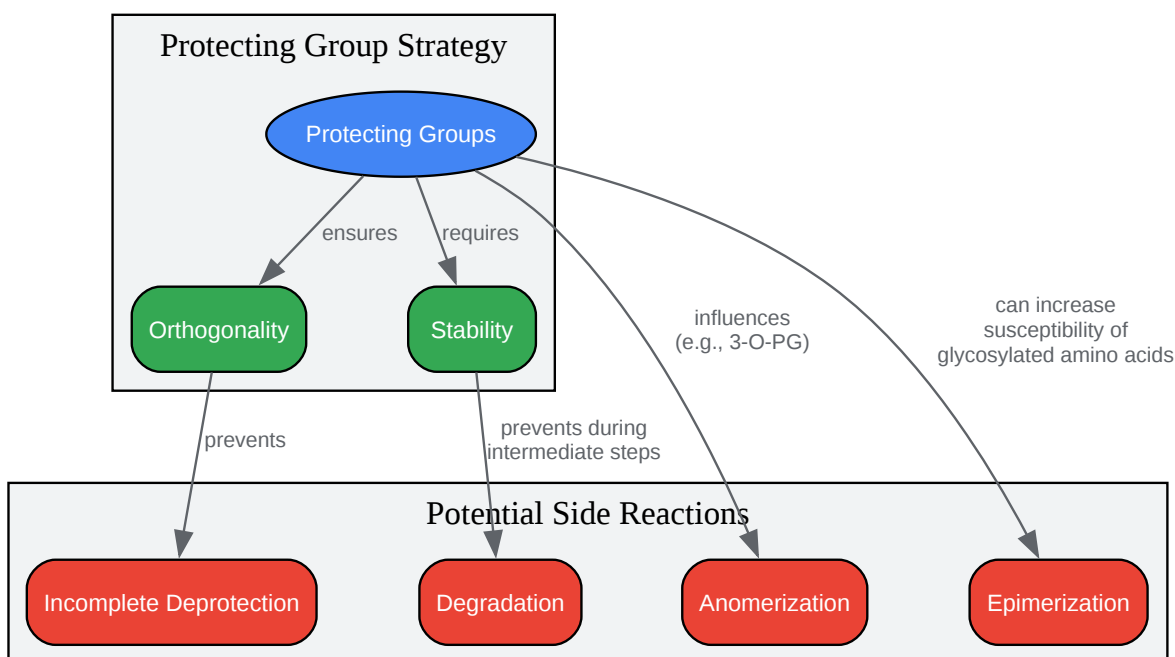 Protecting Group Strategy
Protecting Groups
ensures
requires
Orthogonality
Stability
influences
(e.g., 3-O-PG)
can increase
susceptibility of
glycosylated amino acids
prevents
prevents during
intermediate steps
Potential Side Reactions
Incomplete Deprotection
Degradation
Anomerization
Epimerization